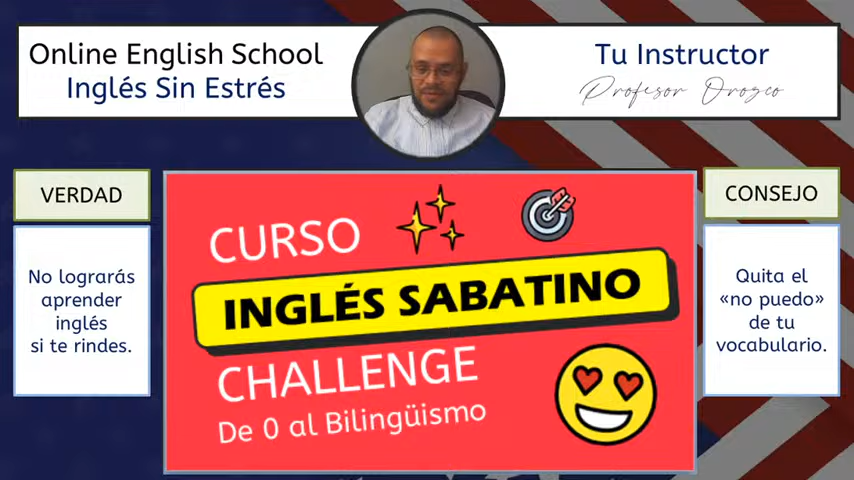 Online English School
Inglés Sin Estrés
Tu Instructor
Profesor Orozco
VERDAD
No lograrás
aprender
inglés
si te rindes.
CURSO
INGLÉS SABATINO
CHALLENGE
De 0 al Bilingüismo
CONSEJO
Quita el
«no puedo»
de tu
vocabulario.